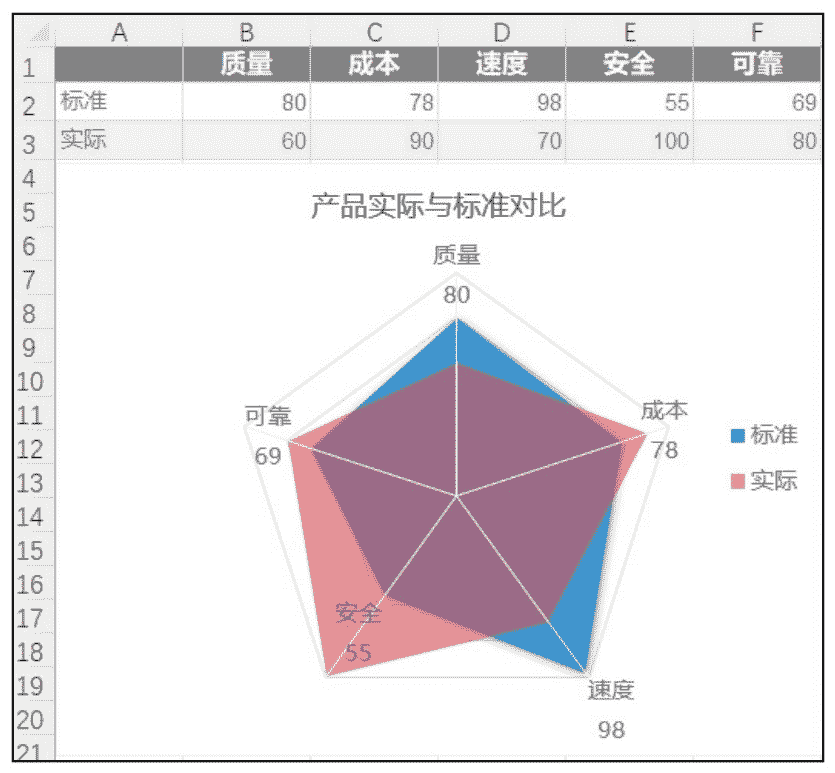 A B C D E F
1 质量 成本 速度 安全 可靠
2 标准 80 78 98 55 69
3 实际 60 90 70 100 80
4
5 产品实际与标准对比
6 质量
7
8 80
9
10
11 可靠 成本
12 69 78 标准
13 实际
14
15
16
17 安全
18 55
19 速度
20 98
21